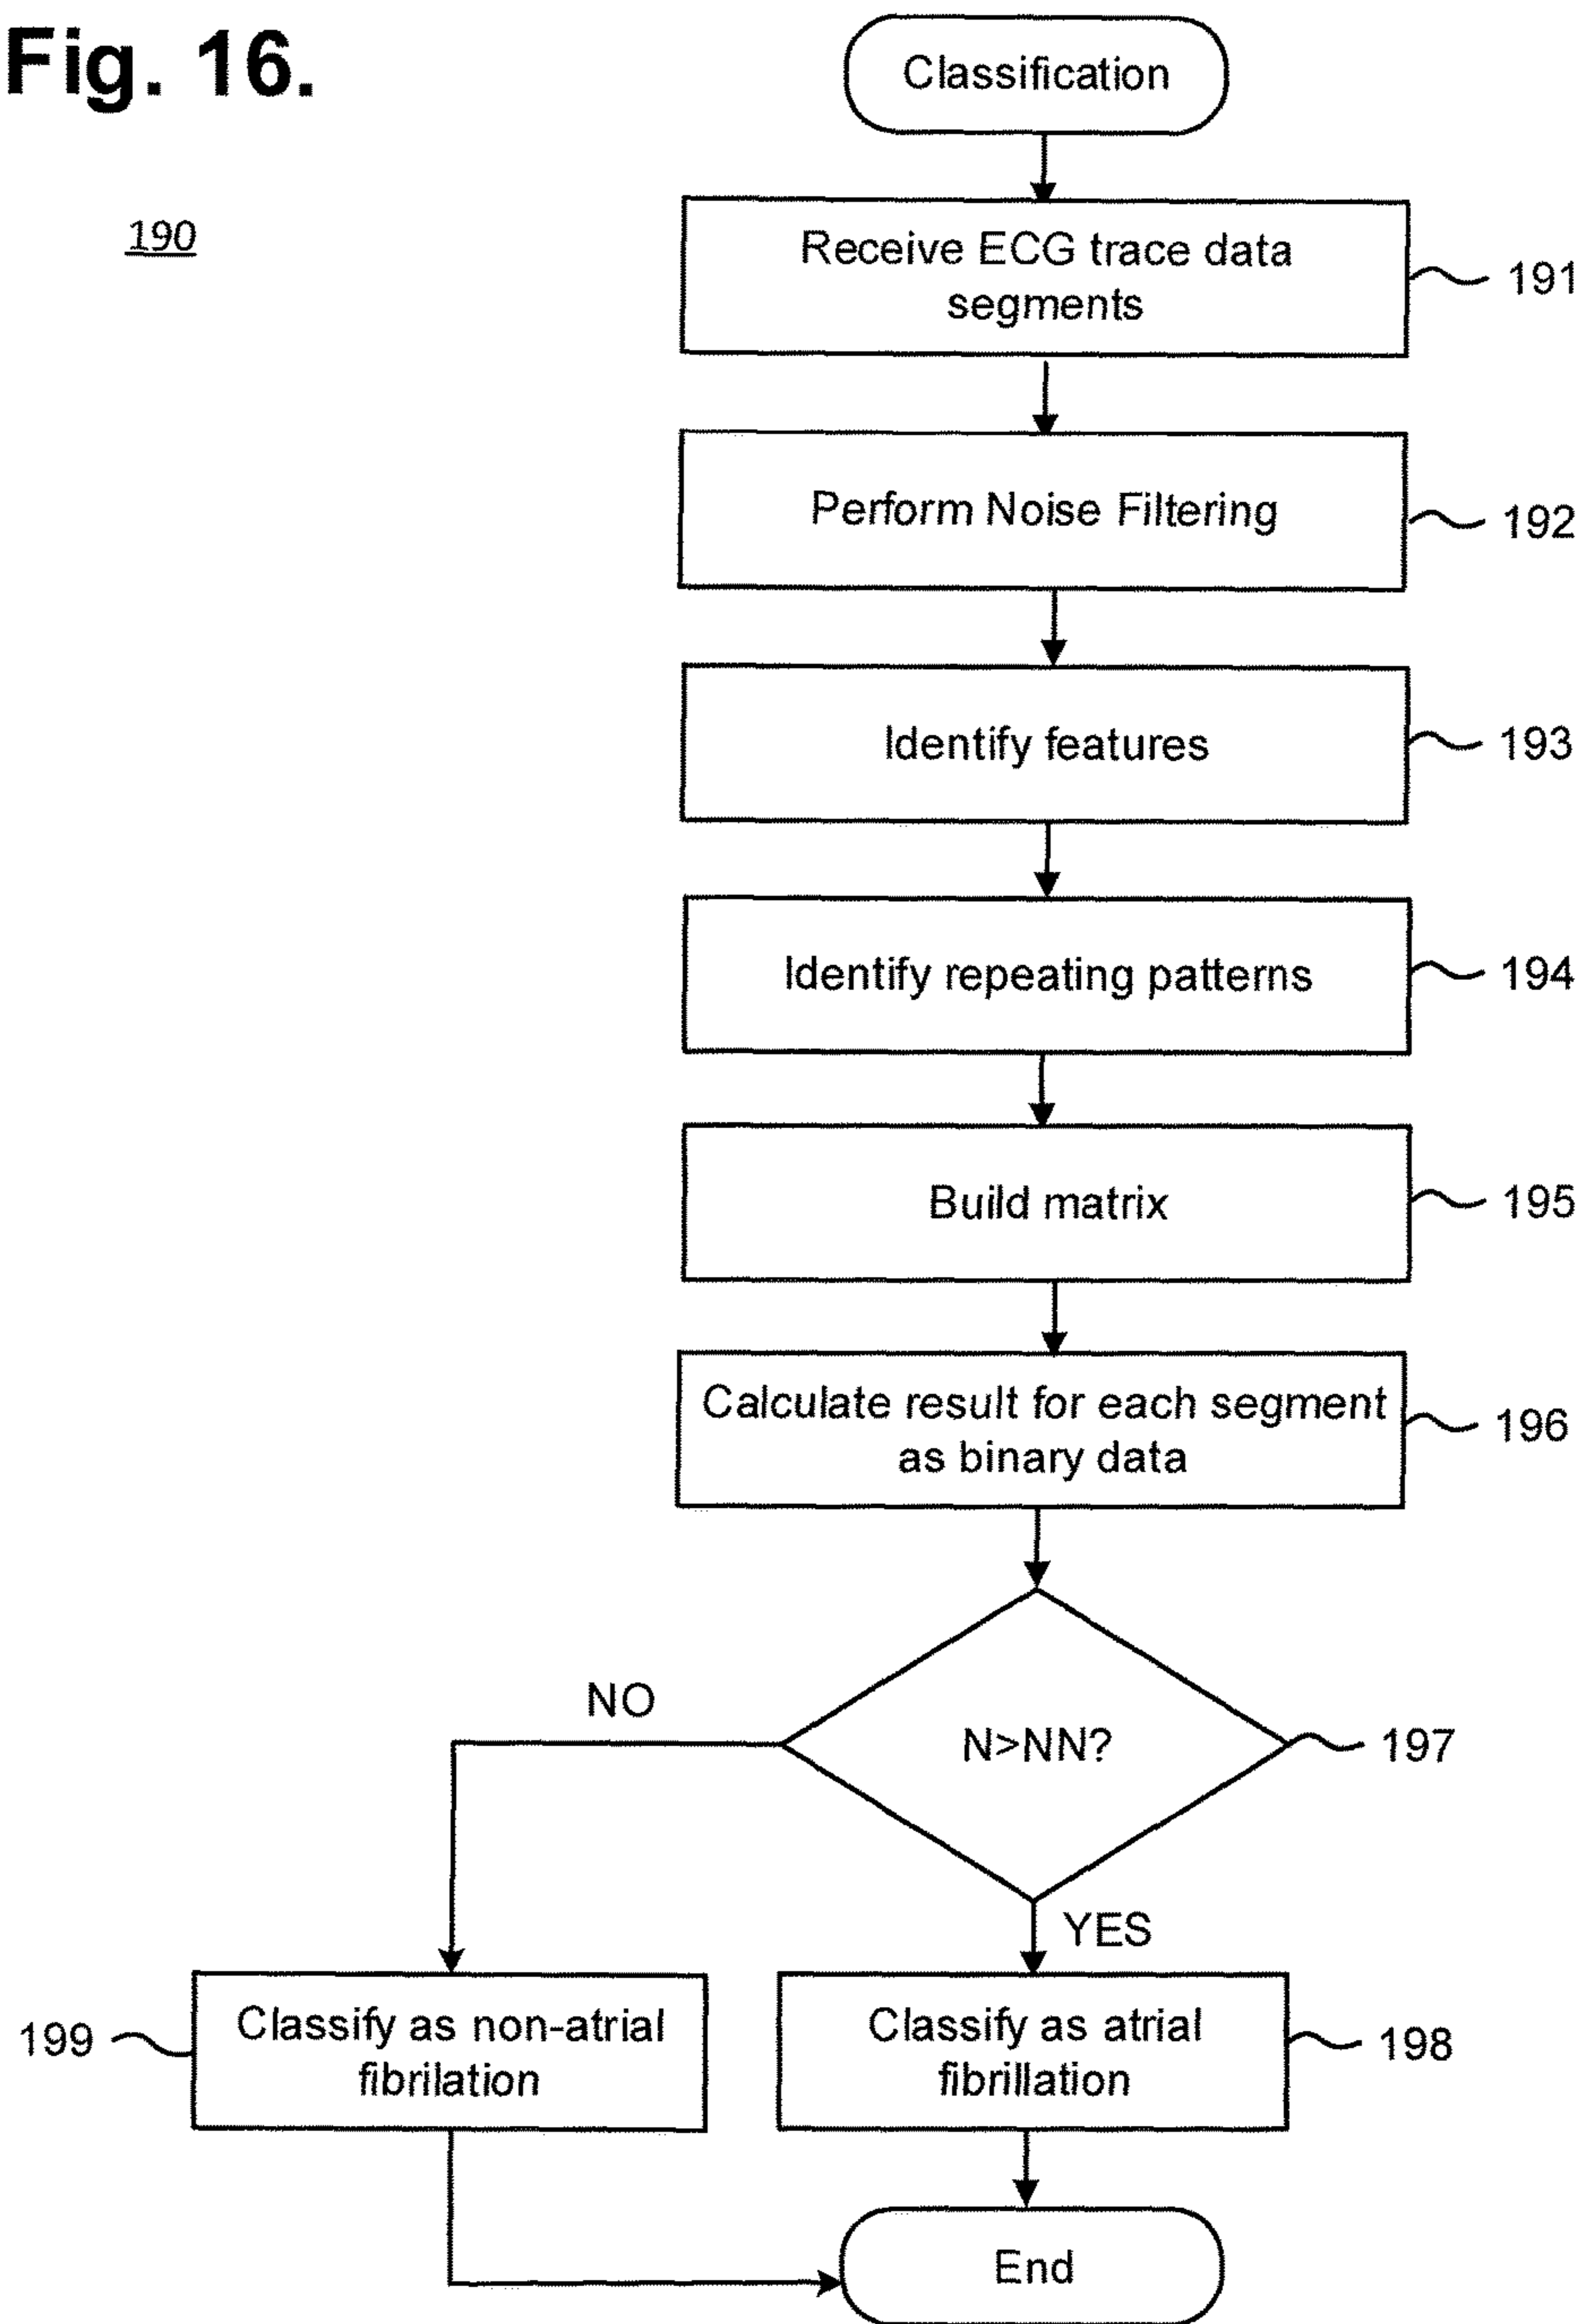 Fig. 16.
190
Classification
Receive ECG trace data
segments
191
Perform Noise Filtering
192
Identify features
193
Identify repeating patterns
194
Build matrix
195
Calculate result for each segment
as binary data
196
N>NN?
197
NO
YES
Classify as non-atrial
fibrilation
199
Classify as atrial
fibrillation
198
End